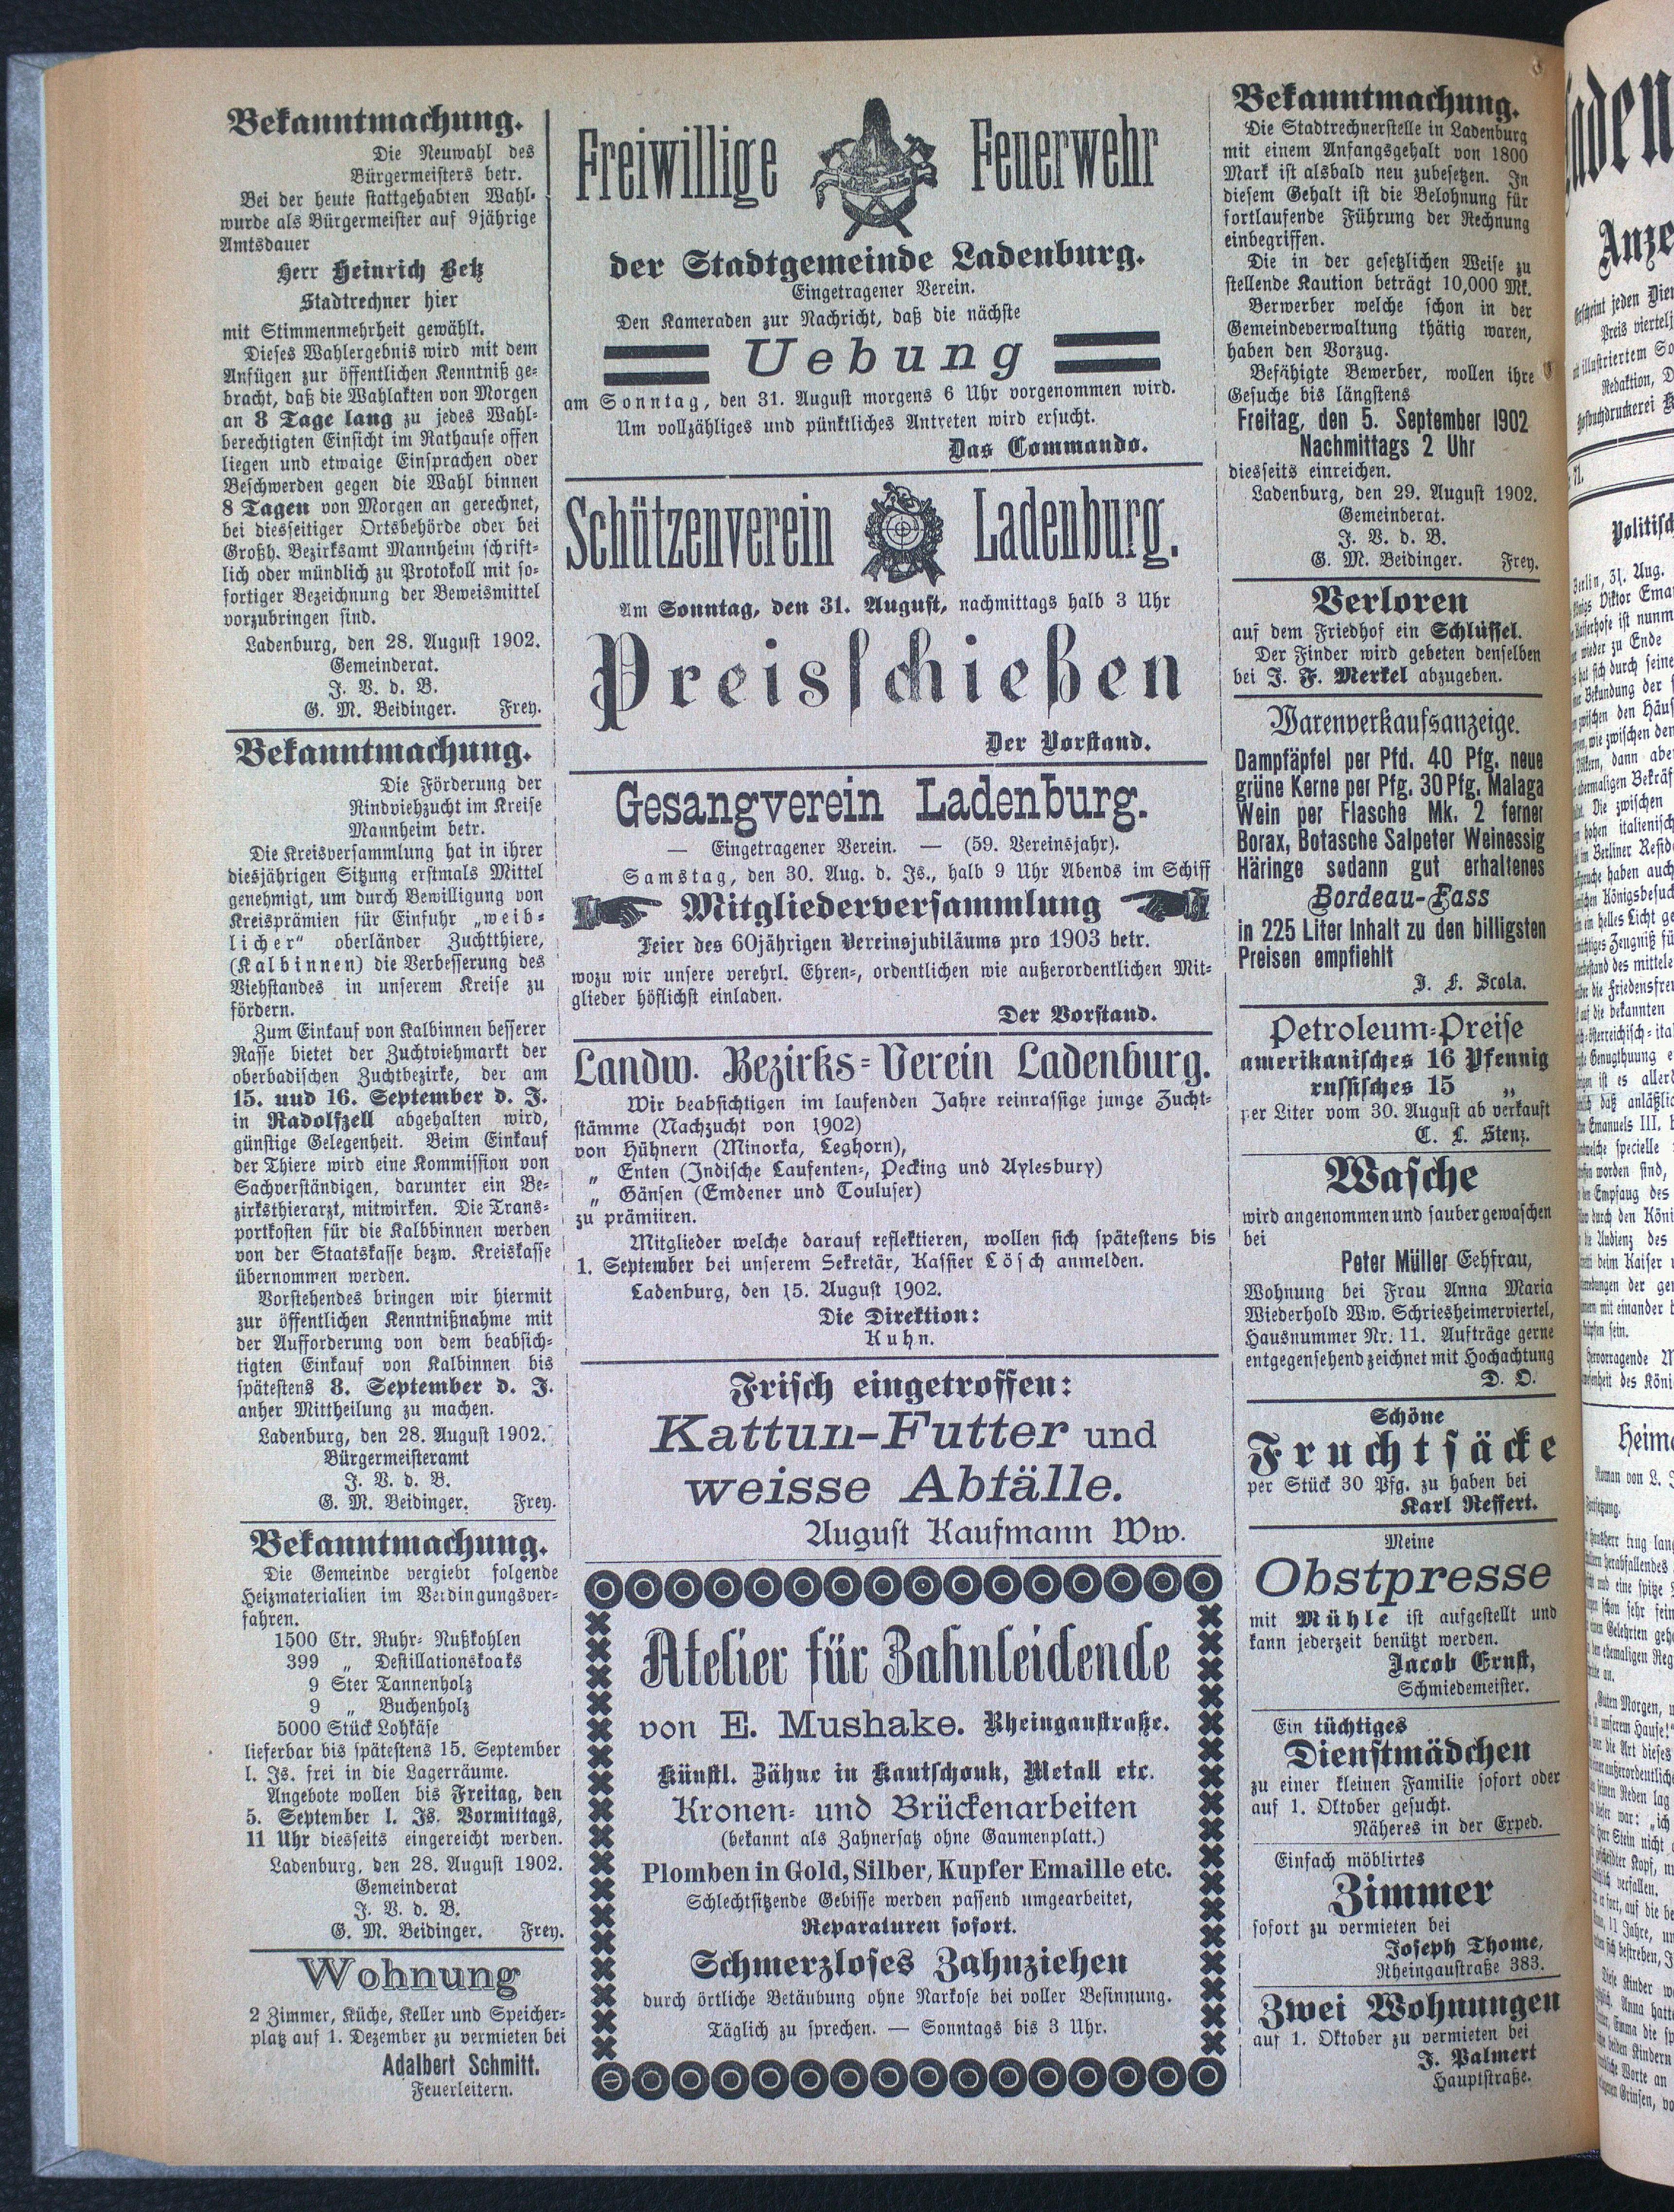 Bekanntmachung.
Die Neuwahl des
Bürgermeisters betr.
Bei der heute stattgehabten Wahl-
wurde als Bürgermeister auf 9jährige
Amtsdauer
Herr Heinrich Betz
Stadtrechner hier
mit Stimmenmehrheit gewählt.
Dieses Wahlergebnis wird mit dem
Anfügen zur öffentlichen Kenntniß ge-
bracht, daß die Wahlakten von Morgen
an 8 Tage lang zu jedes Wahl-
berechtigten Einsicht im Rathause offen
liegen und etwaige Einsprachen oder
Beschwerden gegen die Wahl binnen
8 Tagen von Morgen an gerechnet,
bei diesseitiger Ortsbehörde oder bei
Großh. Bezirksamt Mannheim schrift-
lich oder mündlich zu Protokoll mit so-
fortiger Bezeichnung der Beweismittel
vorzubringen sind.
Ladenburg, den 28. August 1902.
Gemeinderat.
J. V. d. B.
G. M. Beidinger. Frey.
Bekanntmachung.
Die Förderung der
Rindviehzucht im Kreise
Mannheim betr.
Die Kreisversammlung hat in ihrer
diesjährigen Sitzung erstmals Mittel
genehmigt, um durch Bewilligung von
Kreisprämien für Einfuhr „weib-
licher“ oberländer Zuchtthiere,
(Kalbinnen) die Verbesserung des
Viehstandes in unserem Kreise zu
fördern.
Zum Einkauf von Kalbinnen besserer
Rasse bietet der Zuchtviehmarkt der
oberbadischen Zuchtbezirke, der am
15. und 16. September d. J.
in Radolfzell abgehalten wird,
günstige Gelegenheit. Beim Einkauf
der Thiere wird eine Kommission von
Sachverständigen, darunter ein Be-
zirksthierarzt, mitwirken. Die Trans-
portkosten für die Kalbbinnen werden
von der Staatskasse bezw. Kreiskasse
übernommen werden.
Vorstehendes bringen wir hiermit
zur öffentlichen Kenntnißnahme mit
der Aufforderung von dem beabsich-
tigten Einkauf von Kalbinnen bis
spätestens 3. September d. J.
anher Mittheilung zu machen.
Ladenburg, den 28. August 1902.
Bürgermeisteramt
J. V. d. B.
G. M. Beidinger. Frey.
Bekanntmachung.
Die Gemeinde vergiebt folgende
Heizmaterialien im Verdingungsver-
fahren.
1500 Ctr. Ruhr- Nußkohlen
399 „ Destillationskoaks
9 Ster Tannenholz
9 „ Buchenholz
5000 Stück Lohkäse
lieferbar bis spätestens 15. September
l. Js. frei in die Lagerräume.
Angebote wollen bis Freitag, den
5. September l. Js. Vormittags,
11 Uhr diesseits eingereicht werden.
Ladenburg, den 28. August 1902.
Gemeinderat
J. V. d. B.
G. M. Beidinger. Frey.
Wohnung
2 Zimmer, Küche, Keller und Speicher-
platz auf 1. Dezember zu vermieten bei
Adalbert Schmitt.
Feuerleitern.
Freiwillige Feuerwehr
der Stadtgemeinde Ladenburg.
Eingetragener Verein.
Den Kameraden zur Nachricht, daß die nächste
Uebung
am Sonntag, den 31. August morgens 6 Uhr vorgenommen wird.
Um vollzähliges und pünktliches Antreten wird ersucht.
Das Commando.
Schützenverein Ladenburg.
Am Sonntag, den 31. August, nachmittags halb 3 Uhr
Preisschießen
Der Vorstand.
Gesangverein Ladenburg.
— Eingetragener Verein. — (59. Vereinsjahr).
Samstag, den 30. Aug. d. Js., halb 9 Uhr Abends im Schiff
Mitgliederversammlung
Feier des 60jährigen Vereinsjubiläums pro 1903 betr.
wozu wir unsere verehrl. Ehren-, ordentlichen wie außerordentlichen Mit-
glieder höflichst einladen.
Der Vorstand.
Landw. Bezirks-Verein Ladenburg.
Wir beabsichtigen im laufenden Jahre reinrassige junge Zucht-
stämme (Nachzucht von 1902)
von Hühnern (Minorka, Leghorn),
„ Enten (Indische Laufenten-, Pecking und Aylesbury)
„ Gänsen (Emdener und Touluser)
zu prämiiren.
Mitglieder welche darauf reflektieren, wollen sich spätestens bis
1. September bei unserem Sekretär, Kassier Lösch anmelden.
Ladenburg, den 15. August 1902.
Die Direktion:
Kuhn.
Frisch eingetroffen:
Kattun-Futter und
weisse Abfälle.
August Kaufmann Ww.
Atelier für Zahnleidende
von E. Mushake. Rheingaustraße.
Künstl. Zähne in Kautschouk, Metall etc.
Kronen- und Brückenarbeiten
(bekannt als Zahnersatz ohne Gaumenplatt.)
Plomben in Gold, Silber, Kupfer Emaille etc.
Schlechtsitzende Gebisse werden passend umgearbeitet,
Reparaturen sofort.
Schmerzloses Zahnziehen
durch örtliche Betäubung ohne Narkose bei voller Besinnung.
Täglich zu sprechen. — Sonntags bis 3 Uhr.
Bekanntmachung.
Die Stadtrechnerstelle in Ladenburg
mit einem Anfangsgehalt von 1800
Mark ist alsbald neu zubesetzen. In
diesem Gehalt ist die Belohnung für
fortlaufende Führung der Rechnung
einbegriffen.
Die in der gesetzlichen Weise zu
stellende Kaution beträgt 10,000 Mk.
Berwerber welche schon in der
Gemeindeverwaltung thätig waren,
haben den Vorzug.
Befähigte Bewerber, wollen ihre
Gesuche bis längstens
Freitag, den 5. September 1902
Nachmittags 2 Uhr
diesseits einreichen.
Ladenburg, den 29. August 1902.
Gemeinderat.
J. V. d. B.
G. M. Beidinger. Frey.
Verloren
auf dem Friedhof ein Schlüssel.
Der Finder wird gebeten denselben
bei J. F. Merkel abzugeben.
Warenverkaufsanzeige.
Dampfäpfel per Pfd. 40 Pfg. neue
grüne Kerne per Pfg. 30 Pfg. Malaga
Wein per Flasche Mk. 2 ferner
Borax, Botasche Salpeter Weinessig
Häringe sodann gut erhaltenes
Bordeau-Fass
in 225 Liter Inhalt zu den billigsten
Preisen empfiehlt
J. F. Scola.
Petroleum-Preise
amerikanisches 16 Pfennig
russisches 15 „
per Liter vom 30. August ab verkauft
C. L. Stenz.
Wasche
wird angenommen und sauber gewaschen
bei
Peter Müller Eehfrau,
Wohnung bei Frau Anna Maria
Wiederhold Ww. Schriesheimerviertel,
Hausnummer Nr. 11. Aufträge gerne
entgegensehend zeichnet mit Hochachtung
D. O.
Schöne
Fruchtsäcke
per Stück 30 Pfg. zu haben bei
Karl Reffert.
Meine
Obstpresse
mit Mühle ist aufgestellt und
kann jederzeit benützt werden.
Jacob Ernst,
Schmiedemeister.
Ein tüchtiges
Dienstmädchen
zu einer kleinen Familie sofort oder
auf 1. Oltober gesucht.
Näheres in der Exped.
Einfach möblirtes
Zimmer
sofort zu vermieten bei
Joseph Thome,
Rheingaustraße 383.
Zwei Wohnungen
auf 1. Oktober zu vermieten bei
J. Palmert
Hauptstraße.